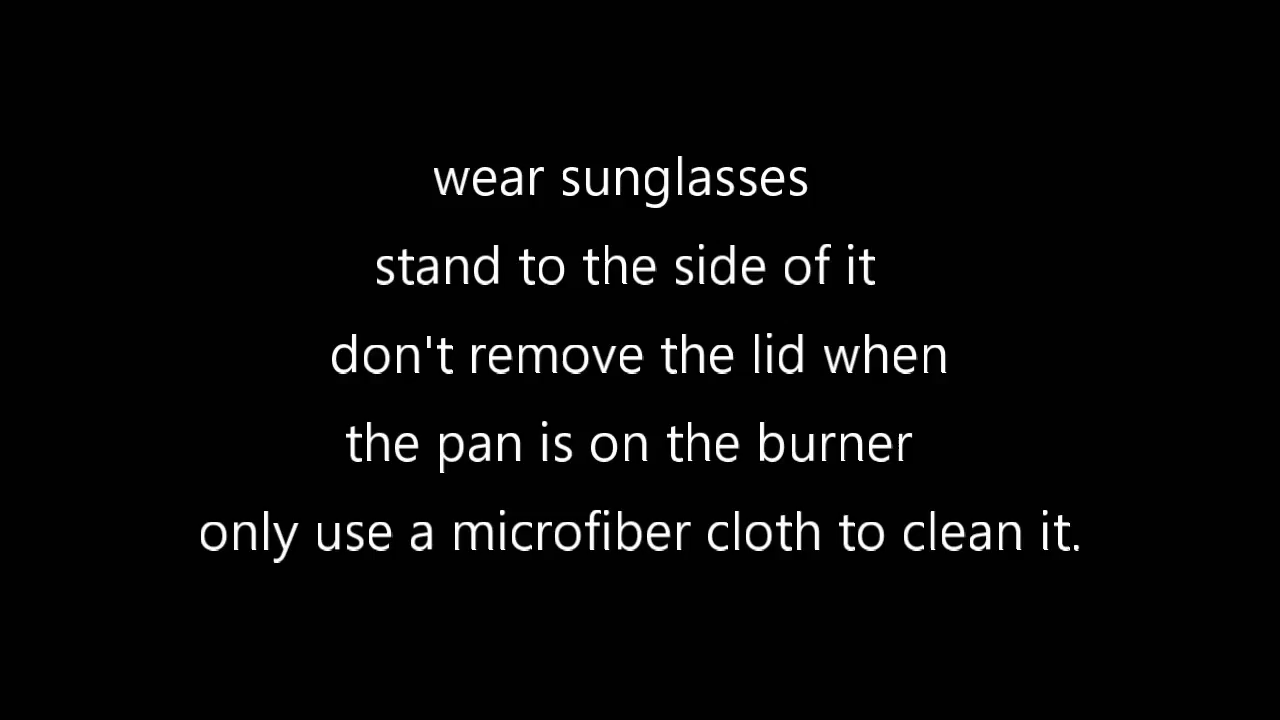 wear sunglasses
stand to the side of it
don't remove the lid when
the pan is on the burner
only use a microfiber cloth to clean it.